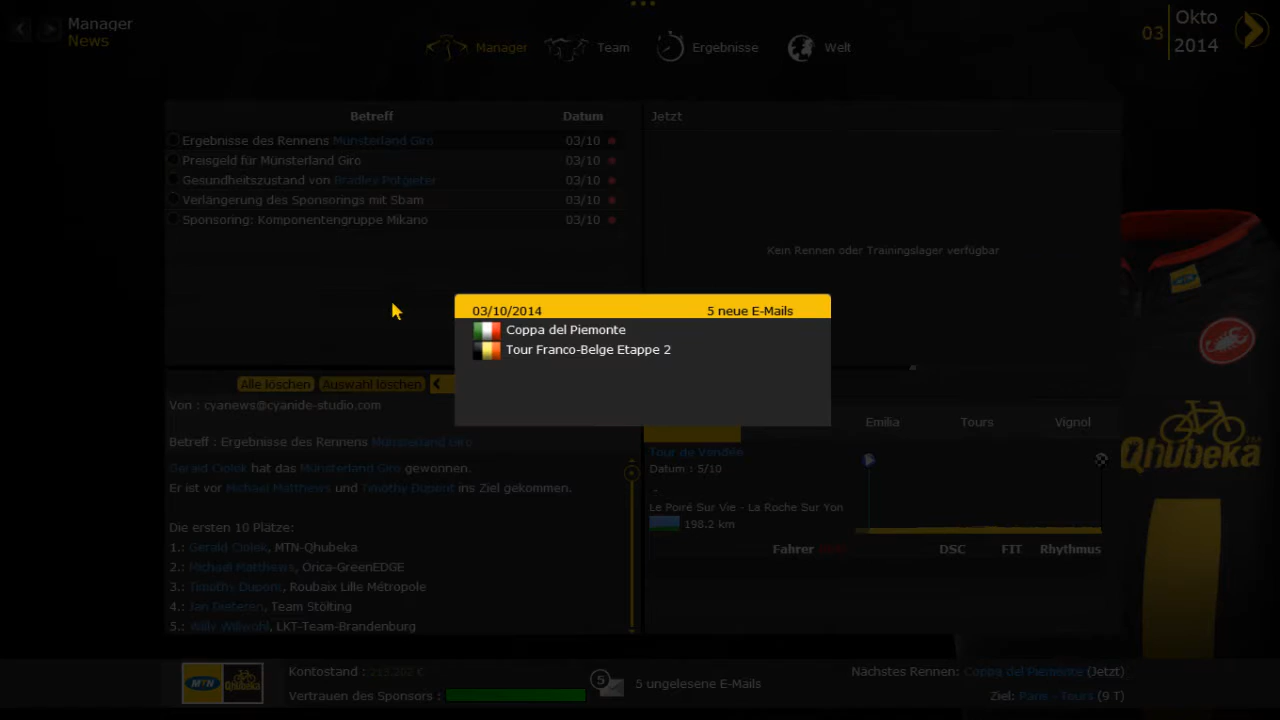 Manager
News
Manager
Team
Ergebnisse
Welt
03
Okto
2014
Betreff
Datum
Ergebnisse des Rennens Münsterland Giro 03/10
Preisgeld für Münsterland Giro 03/10
Gesundheitszustand von Bradley Potgieter 03/10
Verlängerung des Sponsorings mit Sbam 03/10
Sponsoring: Komponentengruppe Mikano 03/10
Jetzt
Kein Rennen oder Trainingslager verfügbar
03/10/2014 5 neue E-Mails
Coppa del Piemonte
Tour Franco-Belge Etappe 2
Alle löschen
Auswahl löschen
Von : cyanews@cyanide-studio.com
Betreff : Ergebnisse des Rennens Münsterland Giro
Gerald Ciolek hat das Münsterland Giro gewonnen.
Er ist vor Michael Matthews und Timothy Dupont ins Ziel gekommen.
Die ersten 10 Plätze:
1.: Gerald Ciolek, MTN-Qhubeka
2.: Michael Matthews, Orica-GreenEDGE
3.: Timothy Dupont, Roubaix Lille Métropole
4.: Jan Dieteren, Team Stölting
5.: Willy Willwohl, LKT-Team-Brandenburg
Emilia
Tours
Vignol
Tour de Vendée
Datum : 5/10
-
Le Poiré Sur Vie - La Roche Sur Yon
198.2 km
Fahrer
DSC
FIT
Rhythmus
Qhubeka
MTN
Qhubeka
Kontostand : 213.202 €
Vertrauen des Sponsors :
5
5 ungelesene E-Mails
Nächstes Rennen: Coppa del Piemonte (Jetzt)
Ziel: Paris - Tours (9 T)